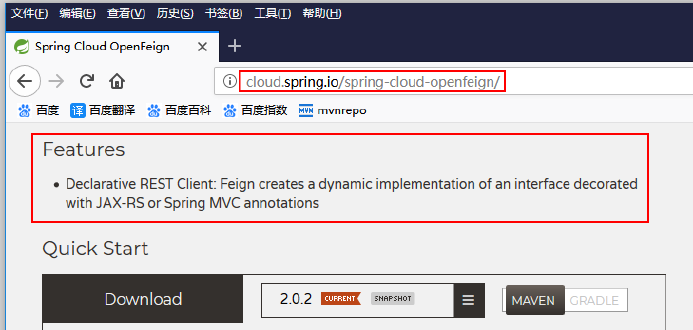 文件(F) 编辑(E) 查看(V) 历史(S) 书签(B) 工具(T) 帮助(H)
Spring Cloud OpenFeign
cloud.spring.io/spring-cloud-openfeign/
百度 译 百度翻译 百度百科 百度指数 MVN mvnrepo
Features
Declarative REST Client: Feign creates a dynamic implementation of an interface decorated
with JAX-RS or Spring MVC annotations
Quick Start
Download 2.0.2 CURRENT SNAPSHOT MAVEN GRADLE